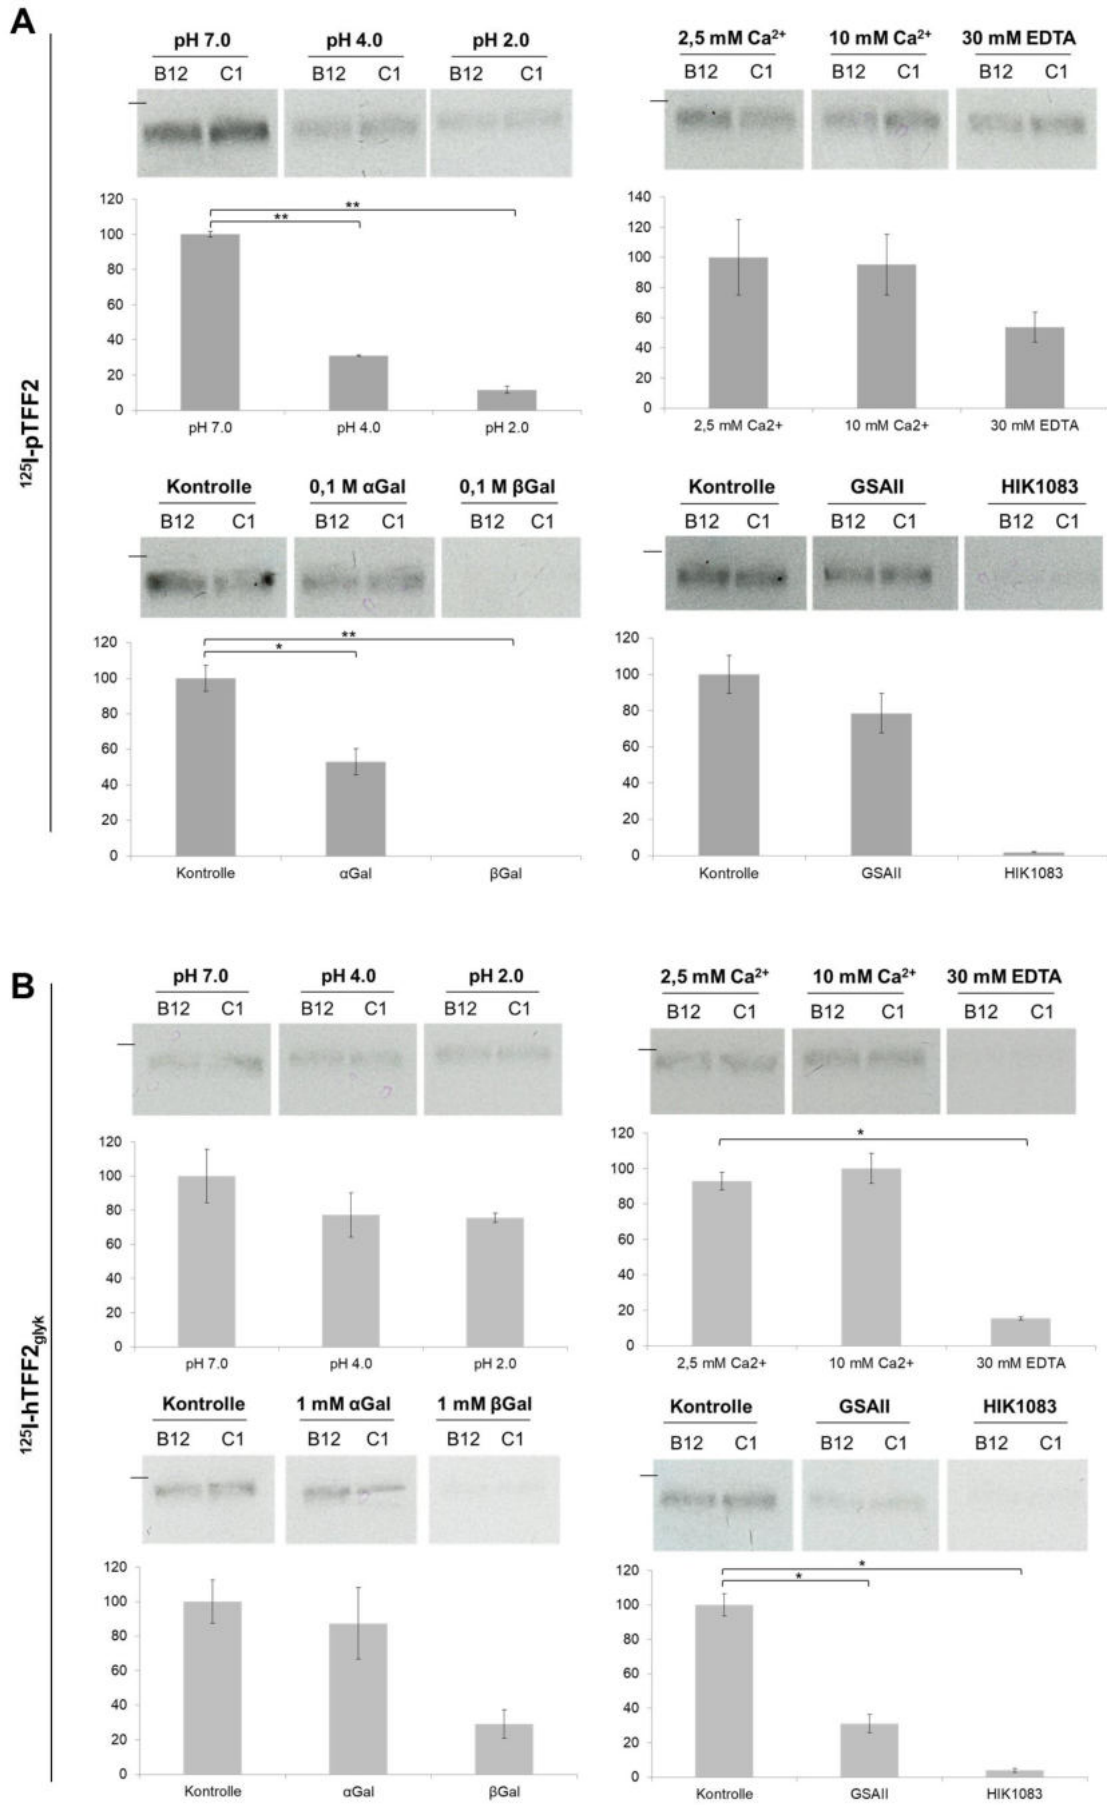 A
pH 7.0 pH 4.0 pH 2.0
B12 C1 B12 C1 B12 C1
120
100
80
60
40
20
0
** **
pH 7.0 pH 4.0 pH 2.0
2,5 mM Ca²⁺ 10 mM Ca²⁺ 30 mM EDTA
B12 C1 B12 C1 B12 C1
140
120
100
80
60
40
20
0
2,5 mM Ca2+ 10 mM Ca2+ 30 mM EDTA
¹²⁵I-pTFF2
Kontrolle 0,1 M αGal 0,1 M βGal
B12 C1 B12 C1 B12 C1
120
100
80
60
40
20
0
** *
Kontrolle αGal βGal
Kontrolle GSAII HIK1083
B12 C1 B12 C1 B12 C1
120
100
80
60
40
20
0
Kontrolle GSAII HIK1083
B
pH 7.0 pH 4.0 pH 2.0
B12 C1 B12 C1 B12 C1
120
100
80
60
40
20
0
pH 7.0 pH 4.0 pH 2.0
2,5 mM Ca²⁺ 10 mM Ca²⁺ 30 mM EDTA
B12 C1 B12 C1 B12 C1
120
100
80
60
40
20
0
*
2,5 mM Ca2+ 10 mM Ca2+ 30 mM EDTA
¹²⁵I-hTFF2glyk
Kontrolle 1 mM αGal 1 mM βGal
B12 C1 B12 C1 B12 C1
120
100
80
60
40
20
0
Kontrolle αGal βGal
Kontrolle GSAII HIK1083
B12 C1 B12 C1 B12 C1
120
100
80
60
40
20
0
* *
Kontrolle GSAII HIK1083